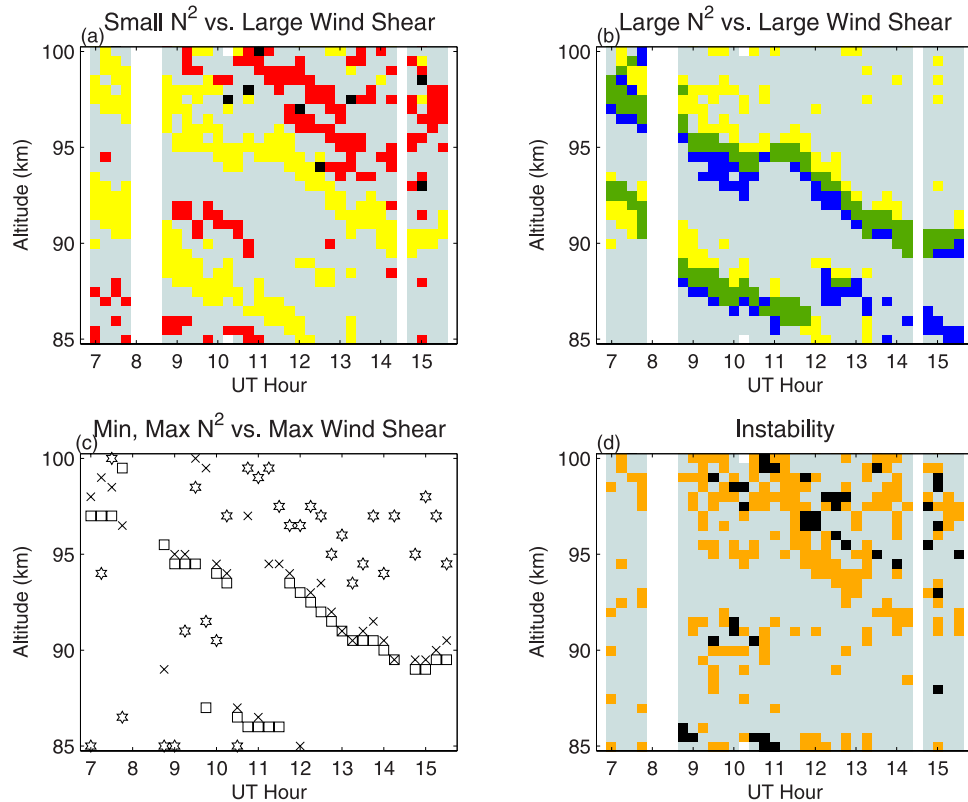 Small N² vs. Large Wind Shear
(a)
100
95
90
85
Altitude (km)
7 8 9 10 11 12 13 14 15
UT Hour
Large N² vs. Large Wind Shear
(b)
100
95
90
85
Altitude (km)
7 8 9 10 11 12 13 14 15
UT Hour
Min, Max N² vs. Max Wind Shear
(c)
100
95
90
85
Altitude (km)
7 8 9 10 11 12 13 14 15
UT Hour
Instability
(d)
100
95
90
85
Altitude (km)
7 8 9 10 11 12 13 14 15
UT Hour